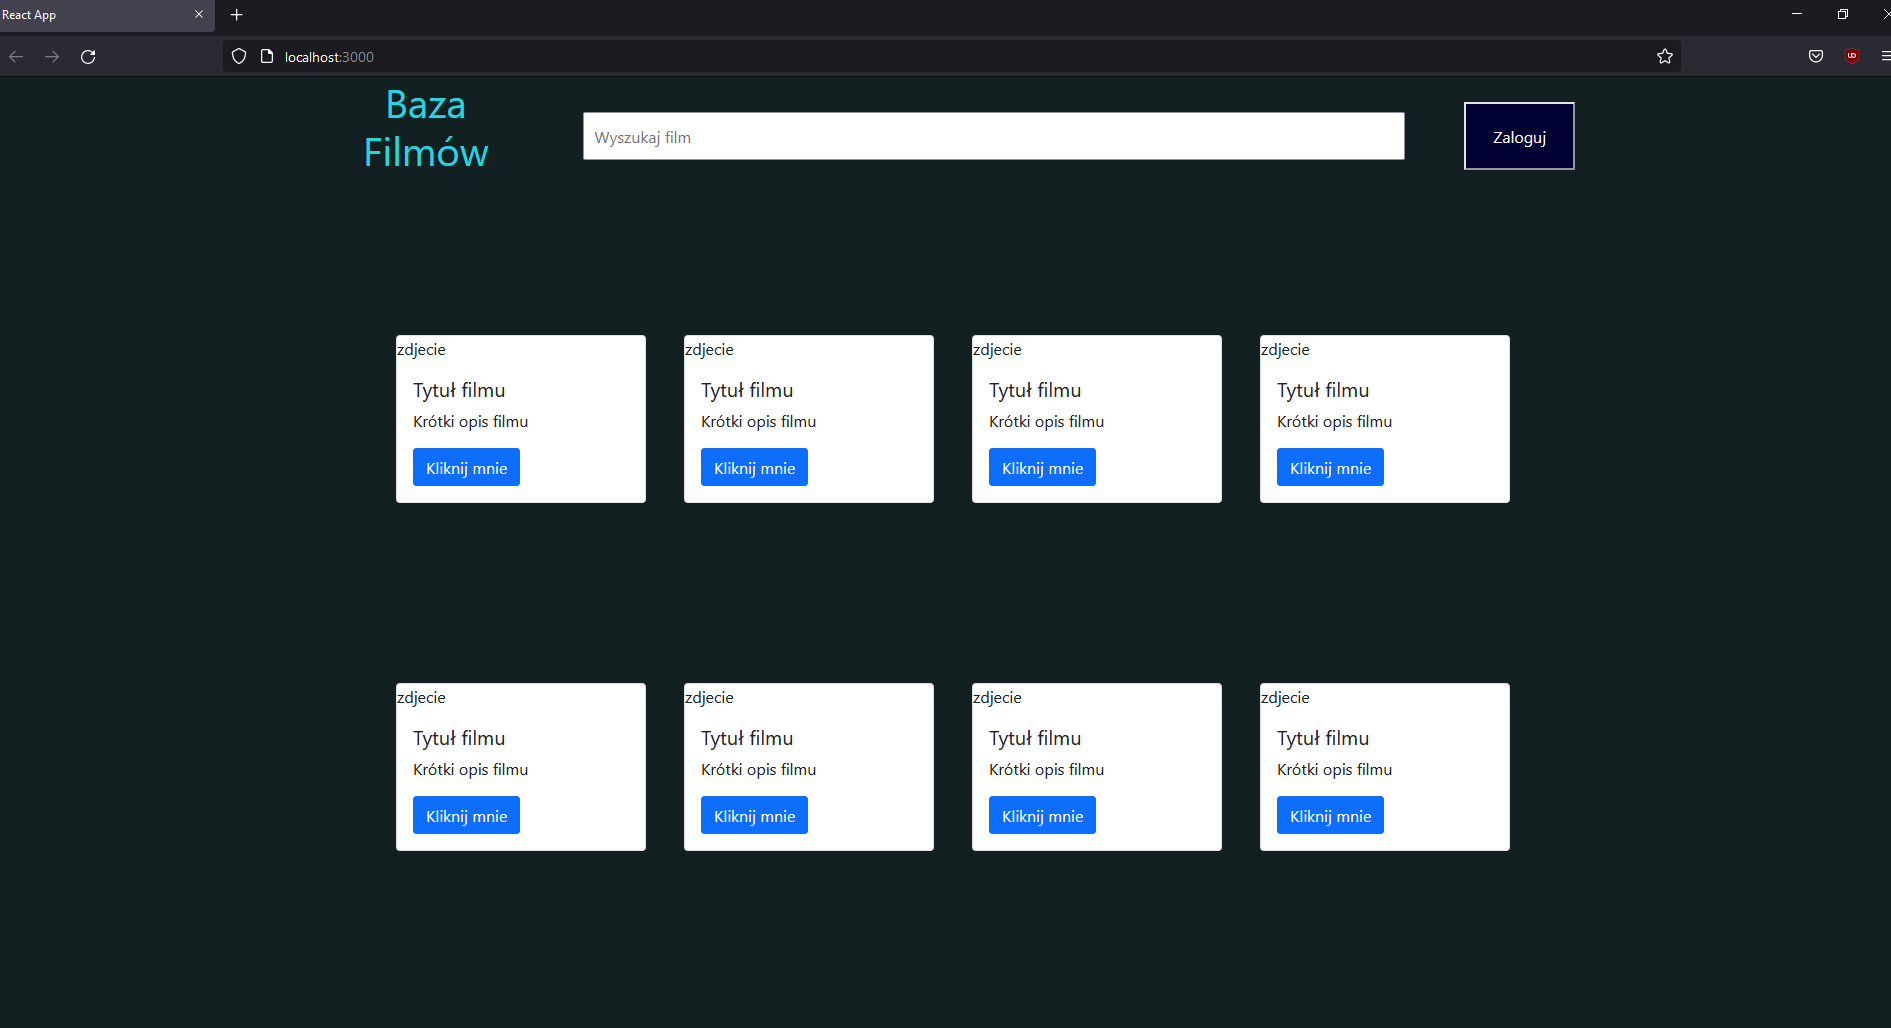 React App
localhost:3000
Baza
Filmów
Wyszukaj film
Zaloguj
zdjecie
Tytuł filmu
Krótki opis filmu
Kliknij mnie
zdjecie
Tytuł filmu
Krótki opis filmu
Kliknij mnie
zdjecie
Tytuł filmu
Krótki opis filmu
Kliknij mnie
zdjecie
Tytuł filmu
Krótki opis filmu
Kliknij mnie
zdjecie
Tytuł filmu
Krótki opis filmu
Kliknij mnie
zdjecie
Tytuł filmu
Krótki opis filmu
Kliknij mnie
zdjecie
Tytuł filmu
Krótki opis filmu
Kliknij mnie
zdjecie
Tytuł filmu
Krótki opis filmu
Kliknij mnie